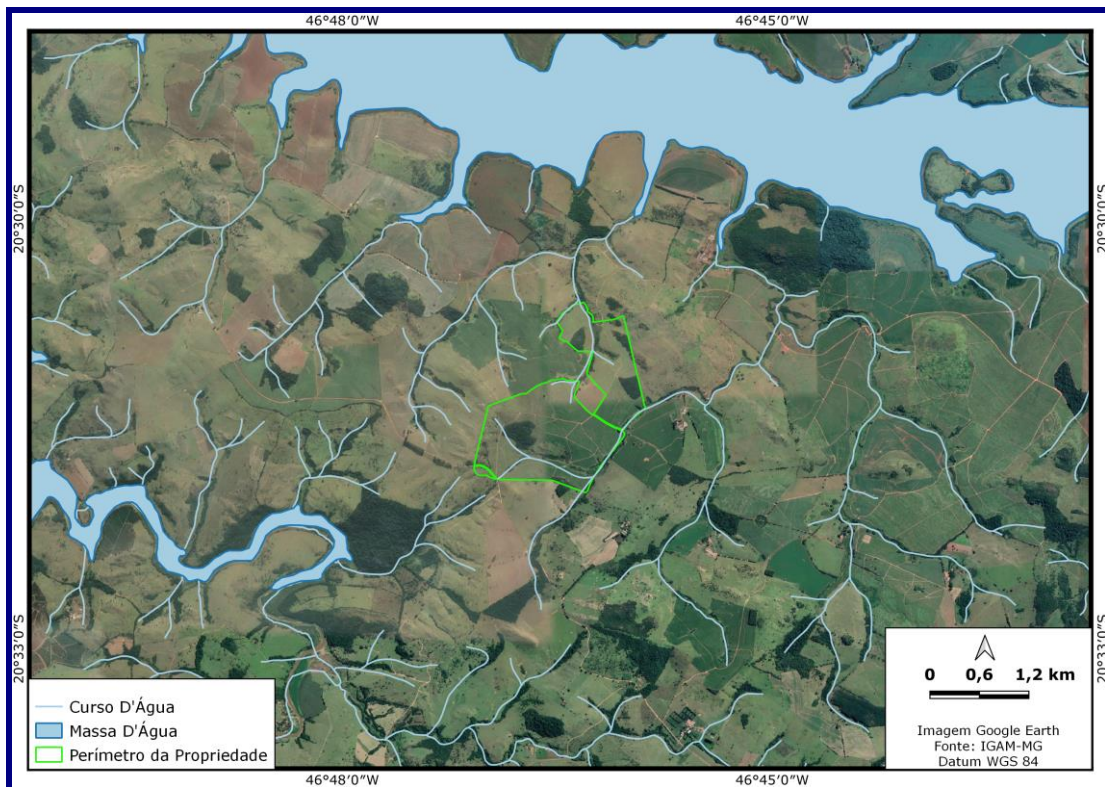 46°48′0″W 46°45′0″W
20°30′0″S 20°30′0″S
20°33′0″S 20°33′0″S
Curso D'Água
Massa D'Água
Perímetro da Propriedade
0 0,6 1,2 km
Imagem Google Earth
Fonte: IGAM-MG
Datum WGS 84
46°48′0″W 46°45′0″W